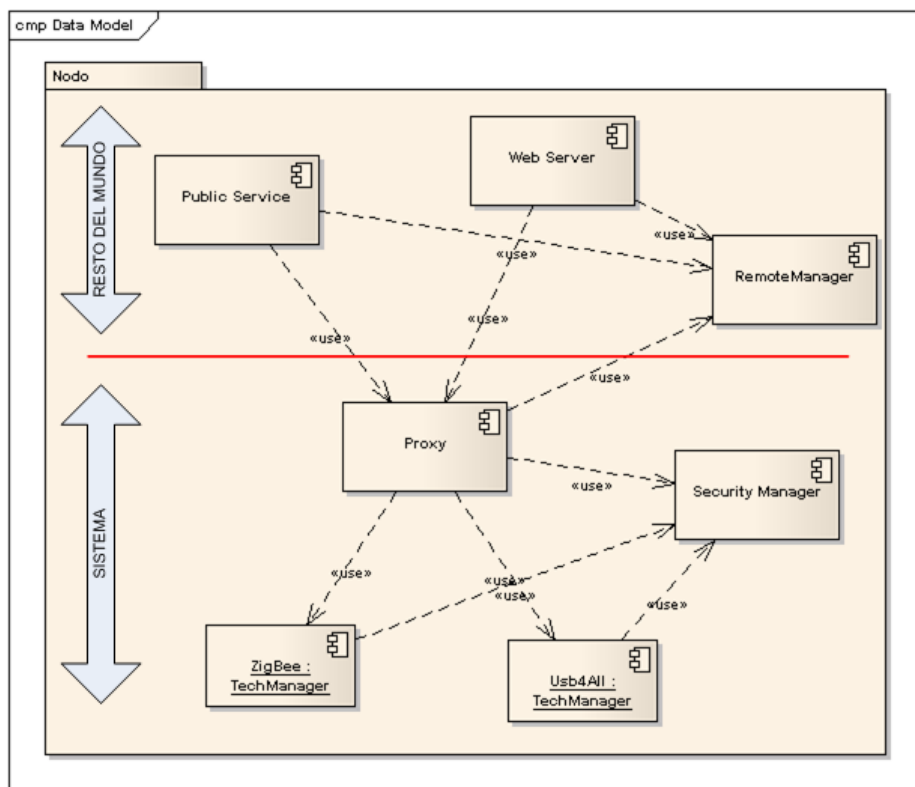 cmp Data Model
Nodo
RESTO DEL MUNDO
Web Server
Public Service
«use»
«use»
RemoteManager
«use»
«use»
«use»
Proxy
Security Manager
«use»
SISTEMA
«use»
«use»
«use»
«use»
ZigBee :
TechManager
Usb4All :
TechManager